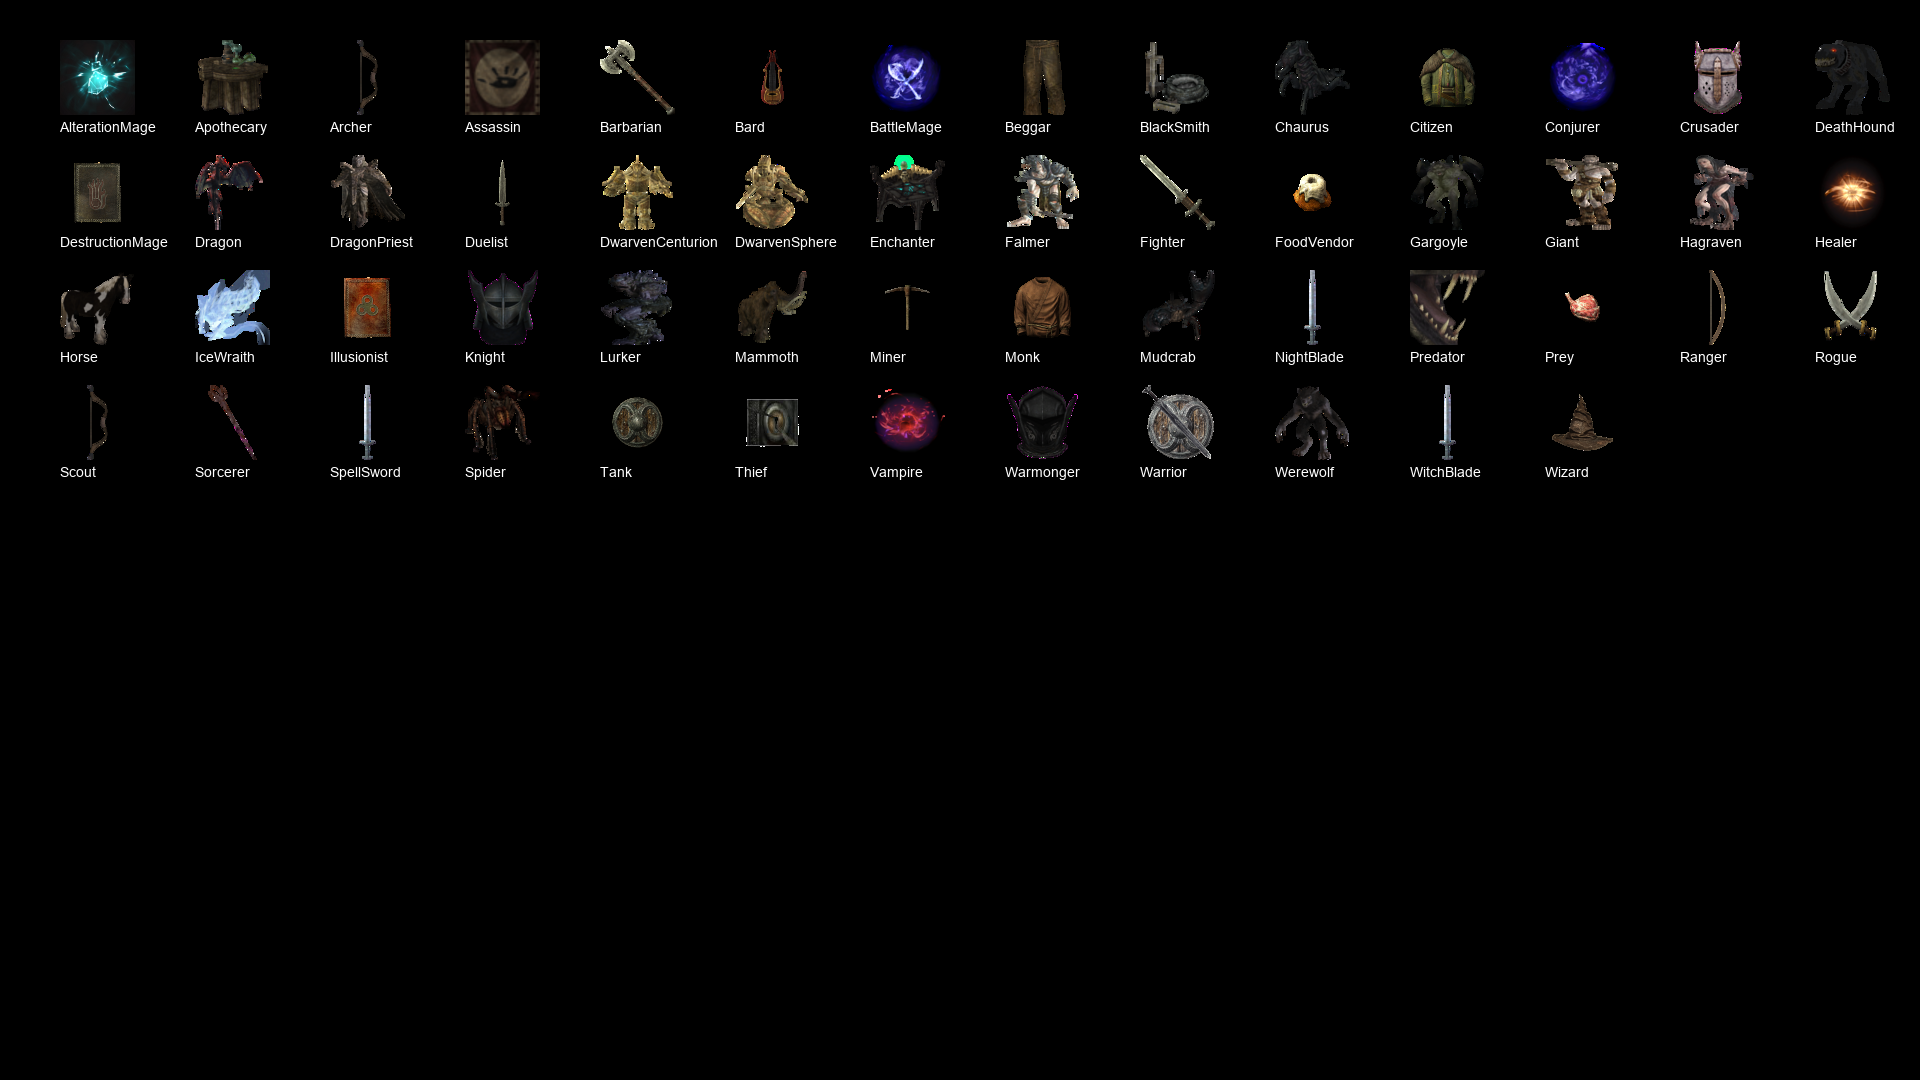 AlterationMage
Apothecary
Archer
Assassin
Barbarian
Bard
BattleMage
Beggar
BlackSmith
Chaurus
Citizen
Conjurer
Crusader
DeathHound
DestructionMage
Dragon
DragonPriest
Duelist
DwarvenCenturion
DwarvenSphere
Enchanter
Falmer
Fighter
FoodVendor
Gargoyle
Giant
Hagraven
Healer
Horse
IceWraith
Illusionist
Knight
Lurker
Mammoth
Miner
Monk
Mudcrab
NightBlade
Predator
Prey
Ranger
Rogue
Scout
Sorcerer
SpellSword
Spider
Tank
Thief
Vampire
Warmonger
Warrior
Werewolf
WitchBlade
Wizard